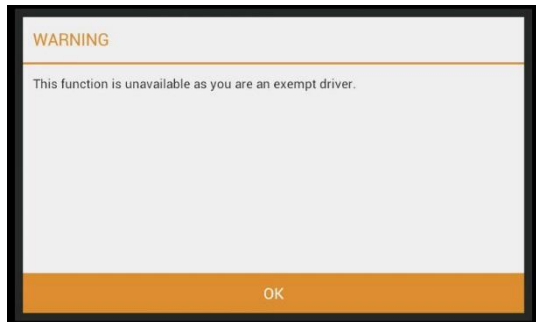 WARNING
This function is unavailable as you are an exempt driver.
OK